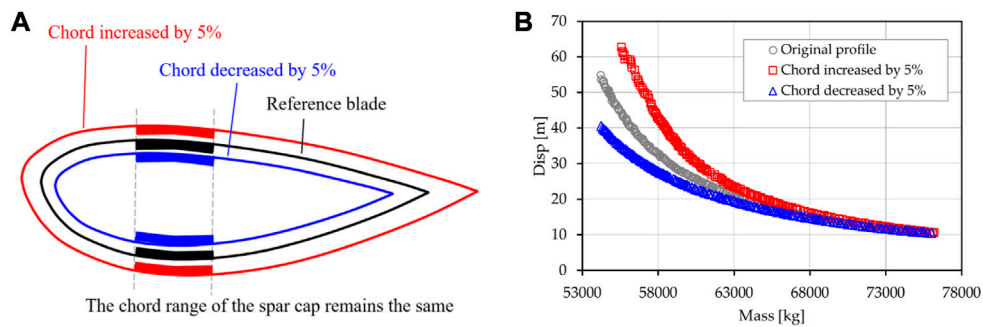 A
Chord increased by 5%
Chord decreased by 5%
Reference blade
The chord range of the spar cap remains the same
B
Disp [m]
70
60
50
40
30
20
10
0
Original profile
Chord increased by 5%
Chord decreased by 5%
53000 58000 63000 68000 73000 78000
Mass [kg]